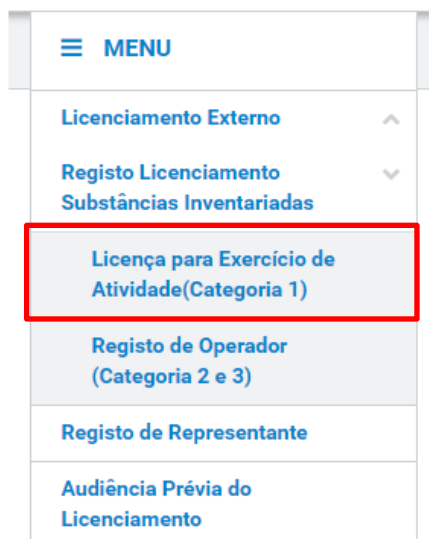 MENU
Licenciamento Externo
Registo Licenciamento
Substâncias Inventariadas
Licença para Exercício de
Atividade(Categoria 1)
Registo de Operador
(Categoria 2 e 3)
Registo de Representante
Audiência Prévia do
Licenciamento